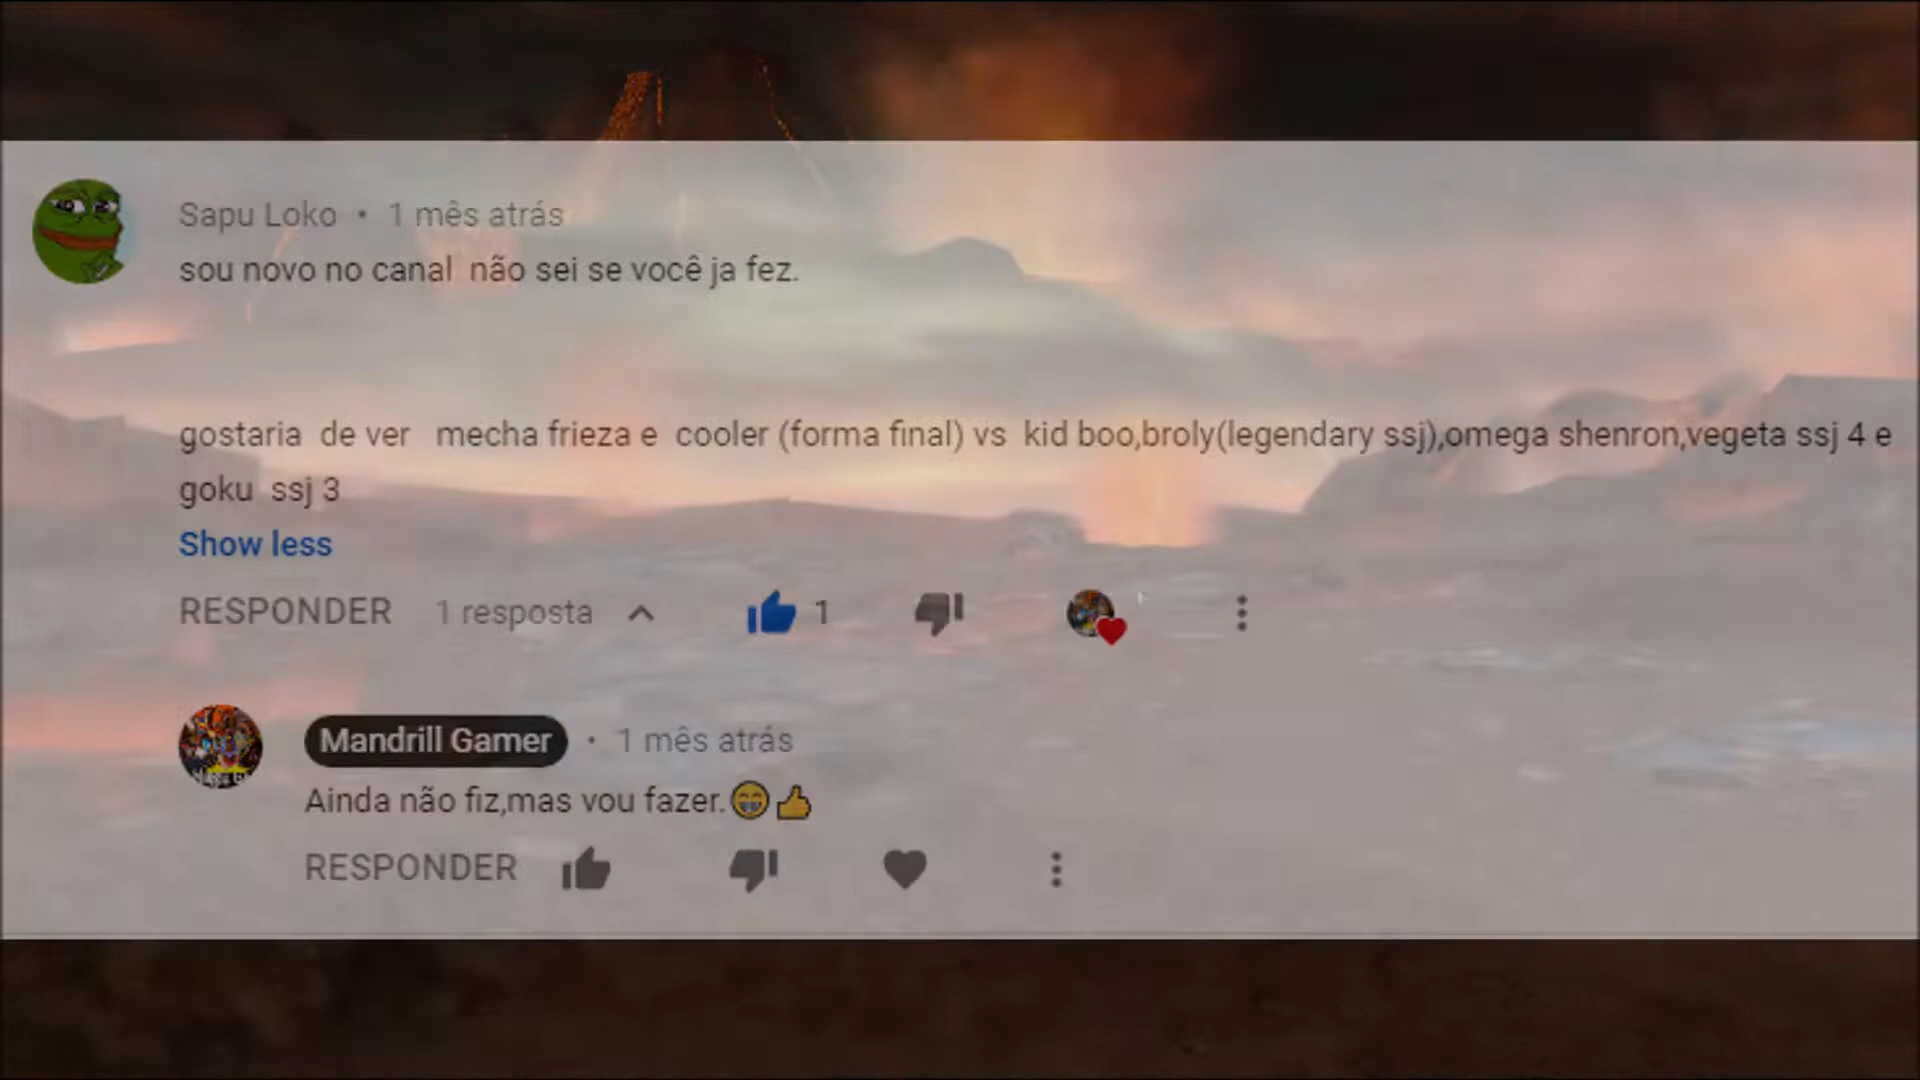 Sapu Loko • 1 mês atrás
sou novo no canal não sei se você ja fez.
gostaria de ver mecha frieza e cooler (forma final) vs kid boo,broly(legendary ssj),omega shenron,vegeta ssj 4 e
goku ssj 3
Show less
RESPONDER 1 resposta 1
Mandrill Gamer • 1 mês atrás
Ainda não fiz,mas vou fazer.😁👍
RESPONDER